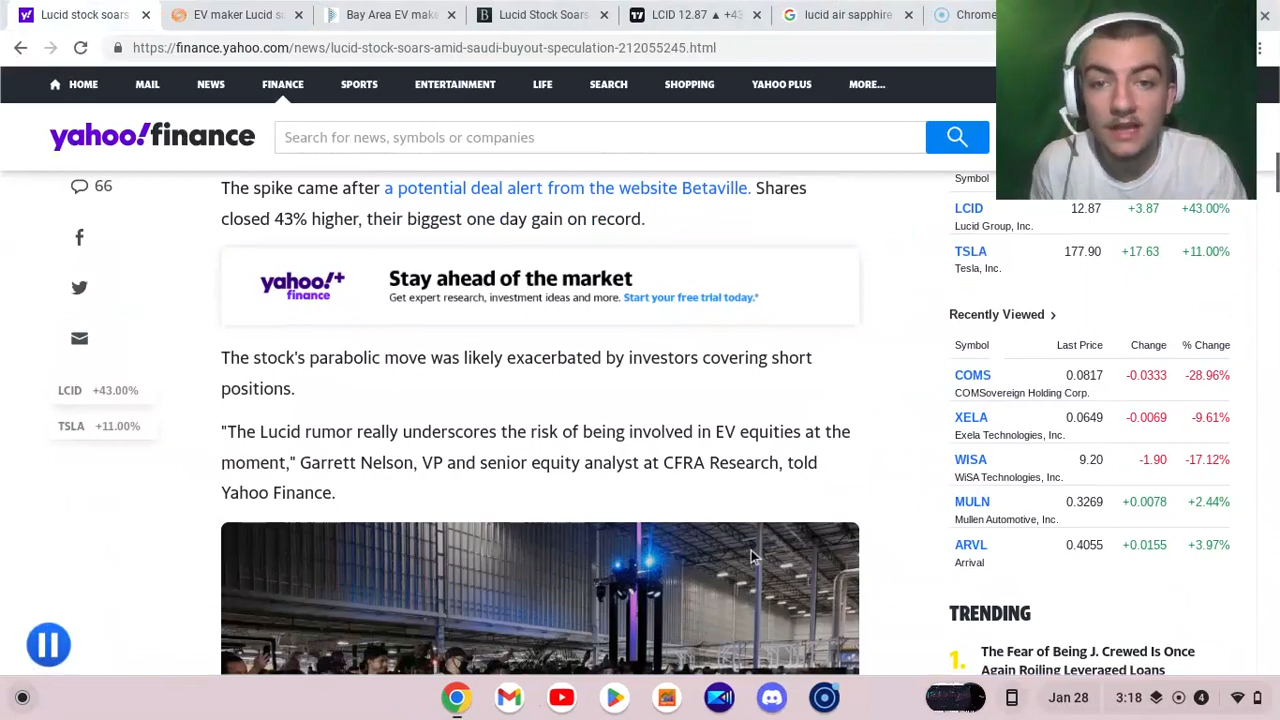 Lucid stock soars
EV maker Lucid su
Bay Area EV make
Lucid Stock Soars
LCID 12.87 ▲ +43
lucid air sapphire
Chrome
https://finance.yahoo.com/news/lucid-stock-soars-amid-saudi-buyout-speculation-212055245.html
HOME MAIL NEWS FINANCE SPORTS ENTERTAINMENT LIFE SEARCH SHOPPING YAHOO PLUS MORE...
yahoo!finance
Search for news, symbols or companies
66
The spike came after a potential deal alert from the website Betaville. Shares
closed 43% higher, their biggest one day gain on record.
yahoo!+
finance
Stay ahead of the market
Get expert research, investment ideas and more. Start your free trial today.*
The stock's parabolic move was likely exacerbated by investors covering short
positions.
LCID +43.00%
TSLA +11.00%
"The Lucid rumor really underscores the risk of being involved in EV equities at the
moment," Garrett Nelson, VP and senior equity analyst at CFRA Research, told
Yahoo Finance.
Symbol
LCID 12.87 +3.87 +43.00%
Lucid Group, Inc.
TSLA 177.90 +17.63 +11.00%
Tesla, Inc.
Recently Viewed >
Symbol Last Price Change % Change
COMS 0.0817 -0.0333 -28.96%
COMSovereign Holding Corp.
XELA 0.0649 -0.0069 -9.61%
Exela Technologies, Inc.
WISA 9.20 -1.90 -17.12%
WiSA Technologies, Inc.
MULN 0.3269 +0.0078 +2.44%
Mullen Automotive, Inc.
ARVL 0.4055 +0.0155 +3.97%
Arrival
TRENDING
1. The Fear of Being J. Crewed Is Once
Again Roiling Leveraged Loans
Jan 28 3:18 4